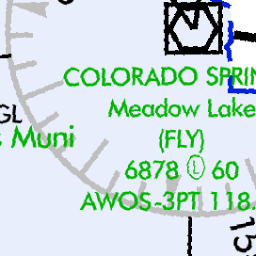 COLORADO SPRIN
Meadow Lake
(FLY)
6878 Ⓛ 60
AWOS-3PT 118.
GL
s Muni
15